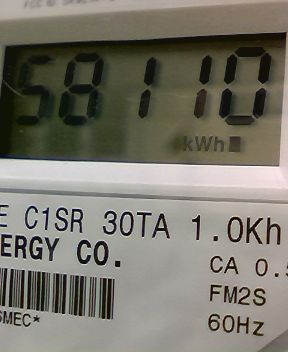 58110
kWh
E C1SR 30TA 1.0Kh
ERGY CO.
CA 0.5
FM2S
60Hz
SMEC*